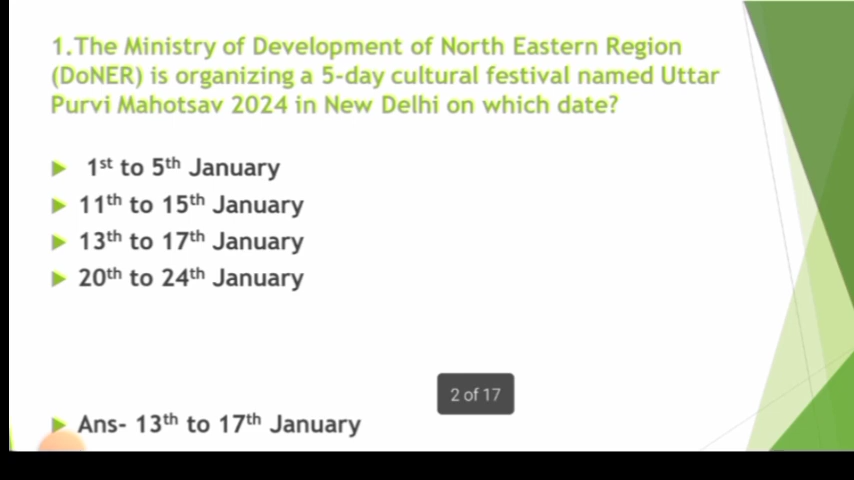 1.The Ministry of Development of North Eastern Region
(DoNER) is organizing a 5-day cultural festival named Uttar
Purvi Mahotsav 2024 in New Delhi on which date?
1st to 5th January
11th to 15th January
13th to 17th January
20th to 24th January
2 of 17
Ans- 13th to 17th January